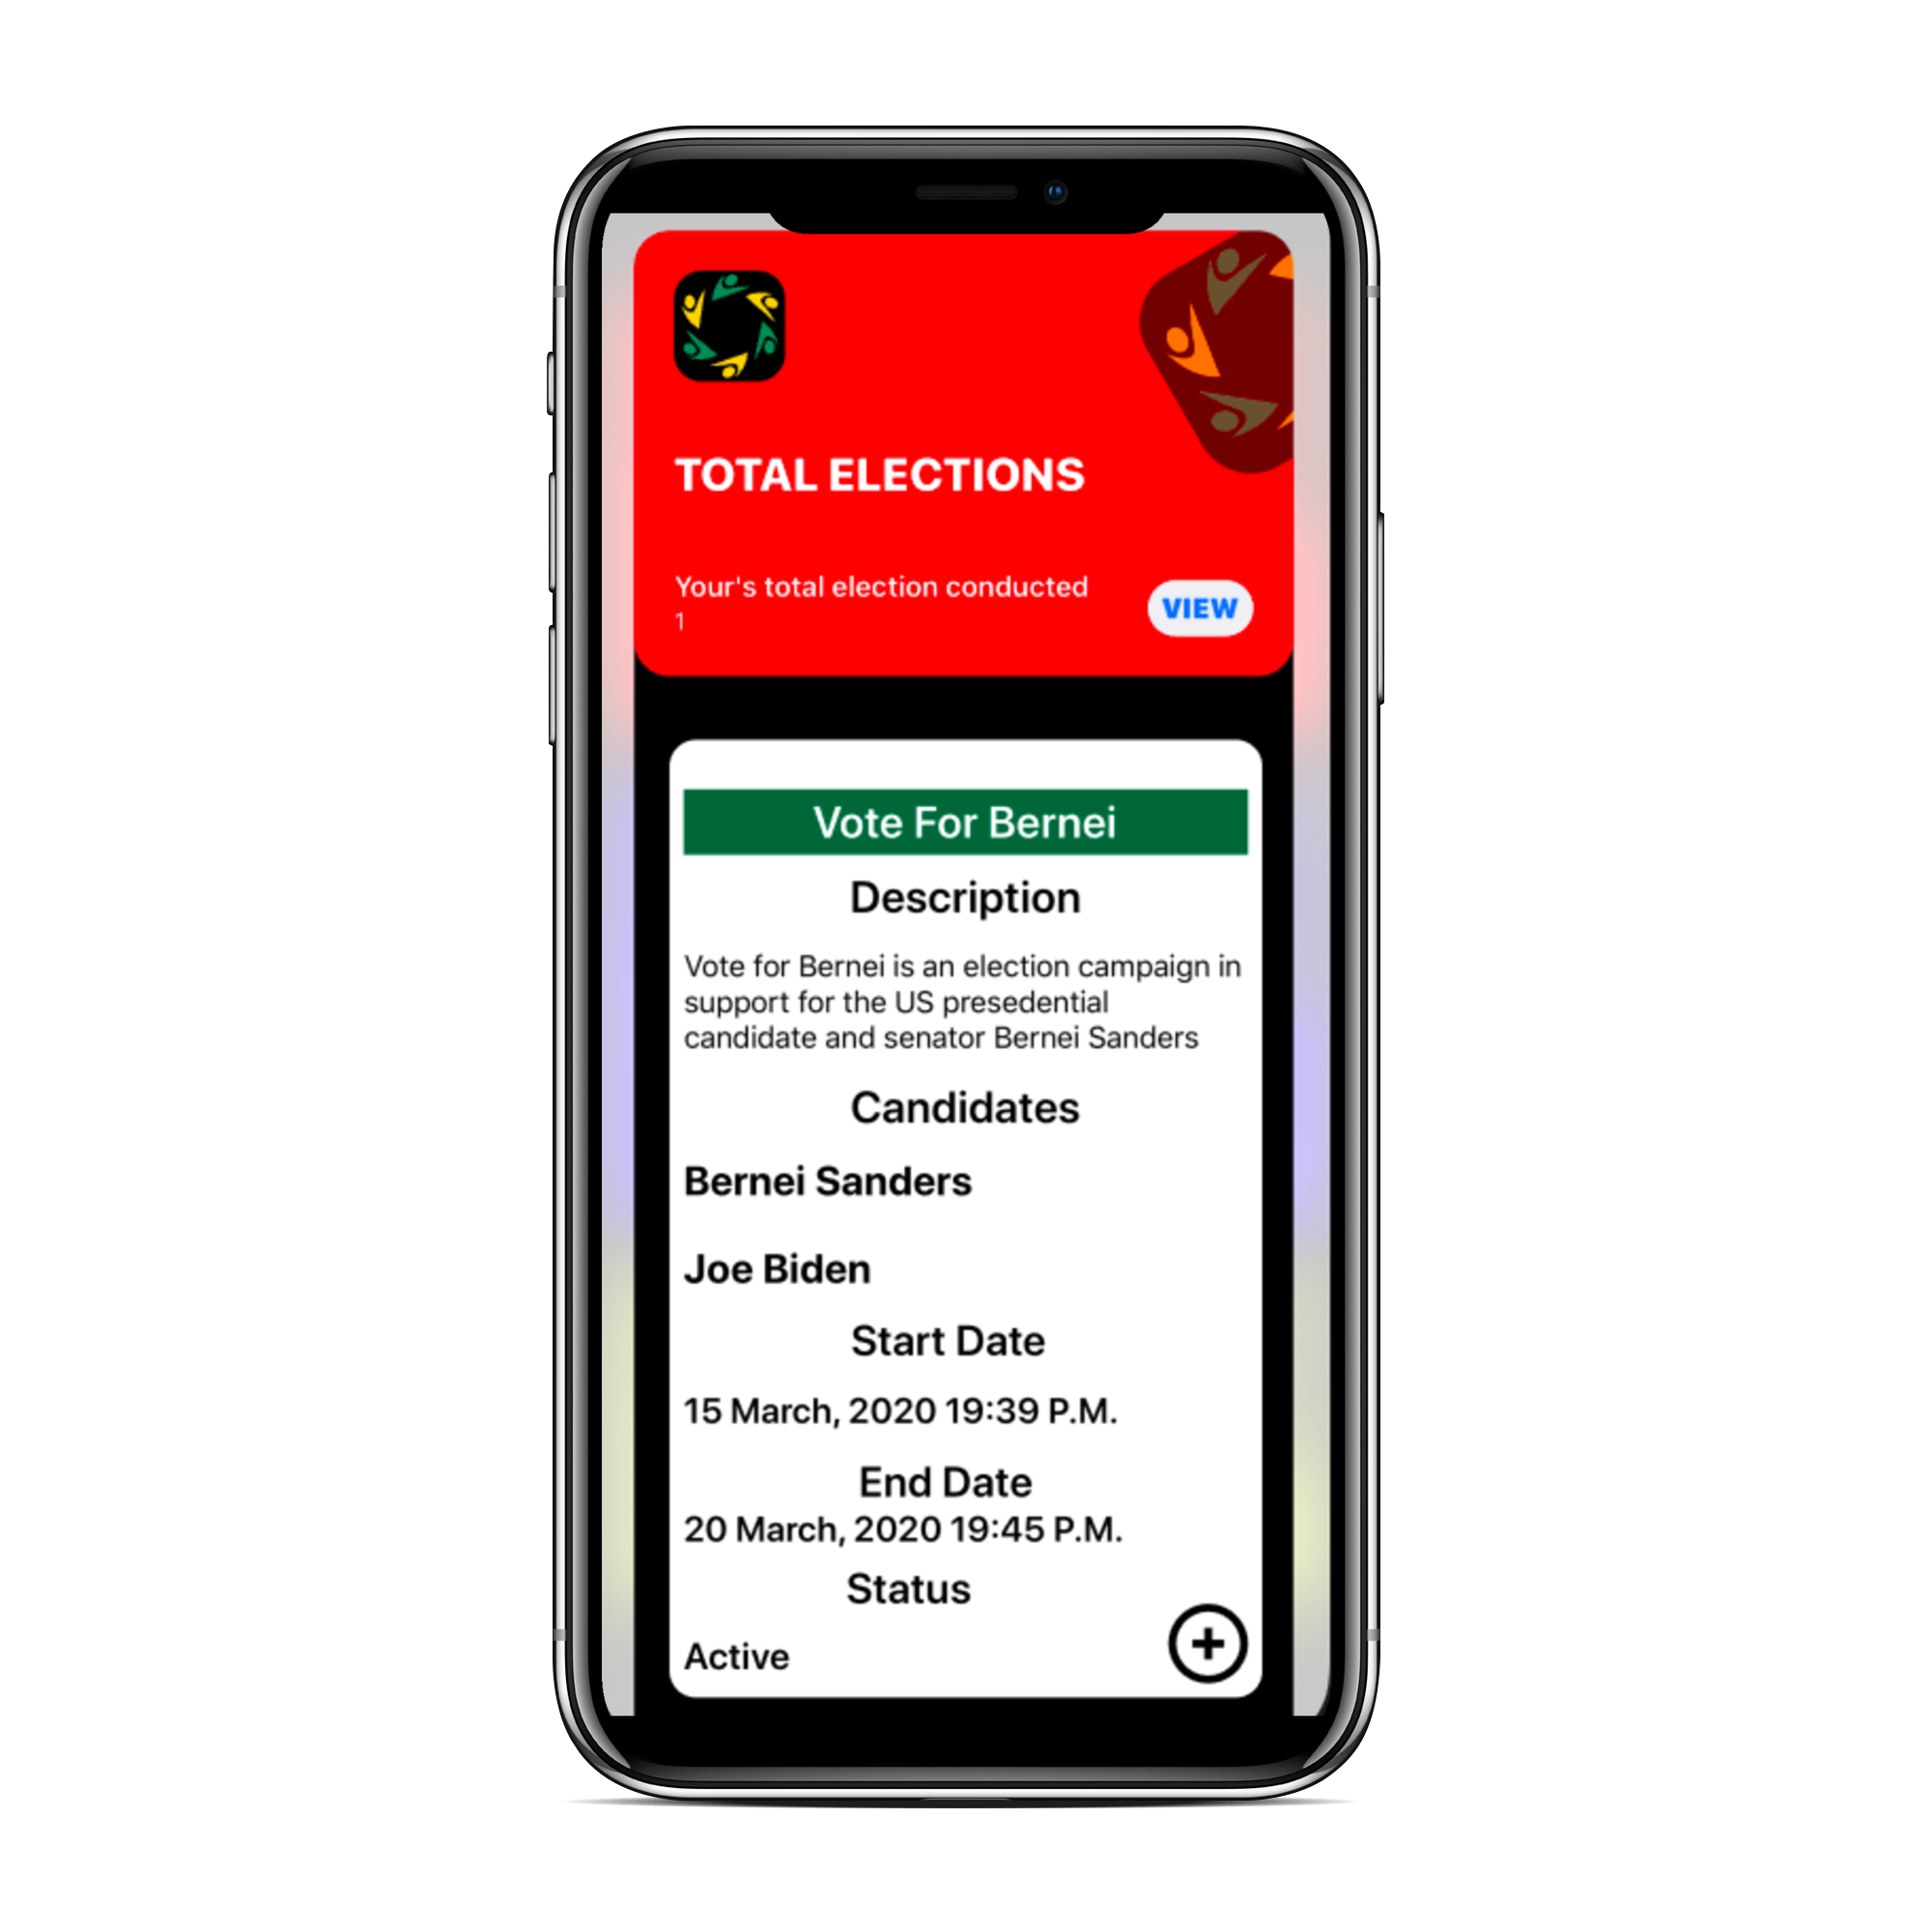 TOTAL ELECTIONS
Your's total election conducted
1
VIEW
Vote For Bernei
Description
Vote for Bernei is an election campaign in
support for the US presedential
candidate and senator Bernei Sanders
Candidates
Bernei Sanders
Joe Biden
Start Date
15 March, 2020 19:39 P.M.
End Date
20 March, 2020 19:45 P.M.
Status
Active